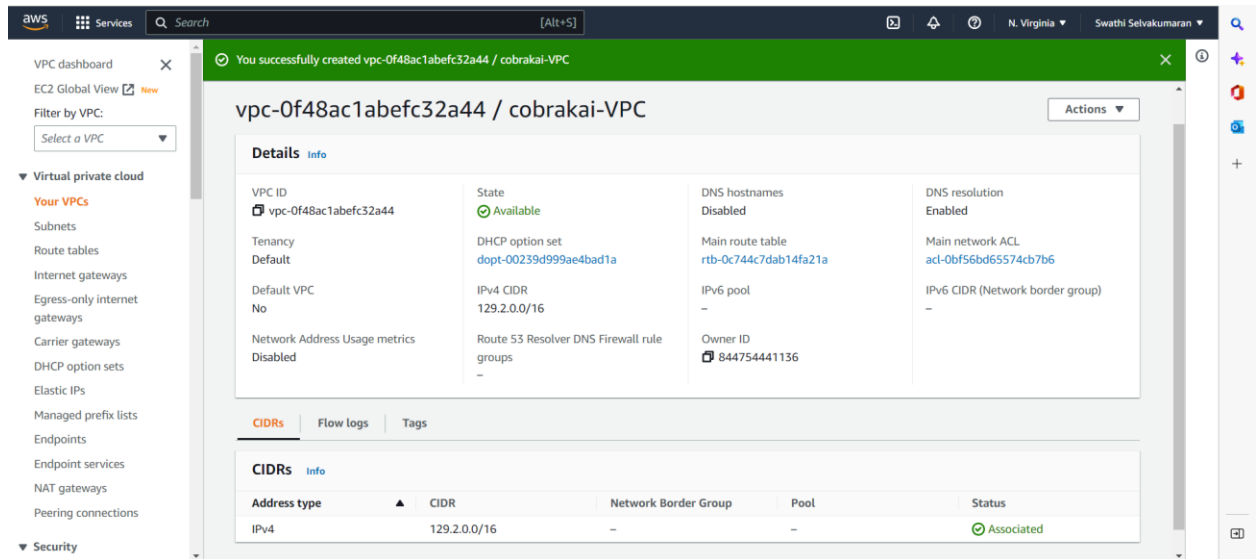 aws Services Search [Alt+S] N. Virginia Swathi Selvakumaran
VPC dashboard
EC2 Global View New
Filter by VPC:
Select a VPC
Virtual private cloud
Your VPCs
Subnets
Route tables
Internet gateways
Egress-only internet
gateways
Carrier gateways
DHCP option sets
Elastic IPs
Managed prefix lists
Endpoints
Endpoint services
NAT gateways
Peering connections
Security
You successfully created vpc-0f48ac1abefc32a44 / cobrakai-VPC
vpc-0f48ac1abefc32a44 / cobrakai-VPC Actions
Details Info
VPC ID State DNS hostnames DNS resolution
vpc-0f48ac1abefc32a44 Available Disabled Enabled
Tenancy DHCP option set Main route table Main network ACL
Default dopt-00239d999ae4bad1a rtb-0c744c7dab14fa21a acl-0bf56bd65574cb7b6
Default VPC IPv4 CIDR IPv6 pool IPv6 CIDR (Network border group)
No 129.2.0.0/16 – –
Network Address Usage metrics Route 53 Resolver DNS Firewall rule Owner ID
Disabled groups 844754441136
–
CIDRs Flow logs Tags
CIDRs Info
Address type CIDR Network Border Group Pool Status
IPv4 129.2.0.0/16 – – Associated